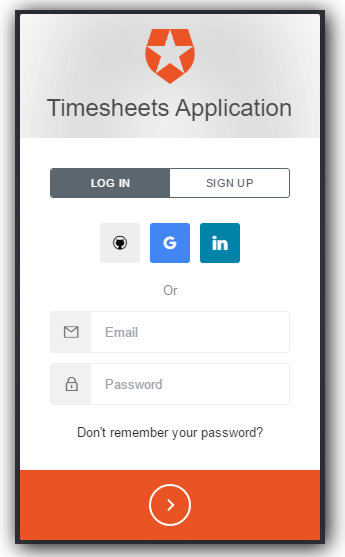 Timesheets Application
LOG IN SIGN UP
G in
Or
Email
Password
Don't remember your password?